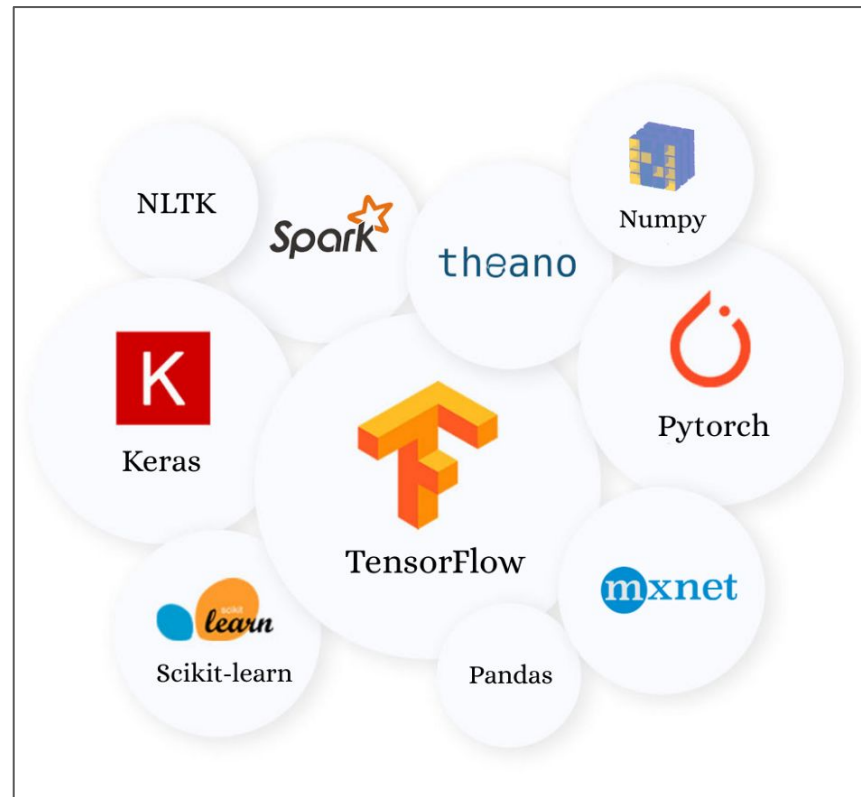 NLTK
Spark
theano
Numpy
K
Keras
TensorFlow
Pytorch
scikit
learn
Scikit-learn
Pandas
mxnet